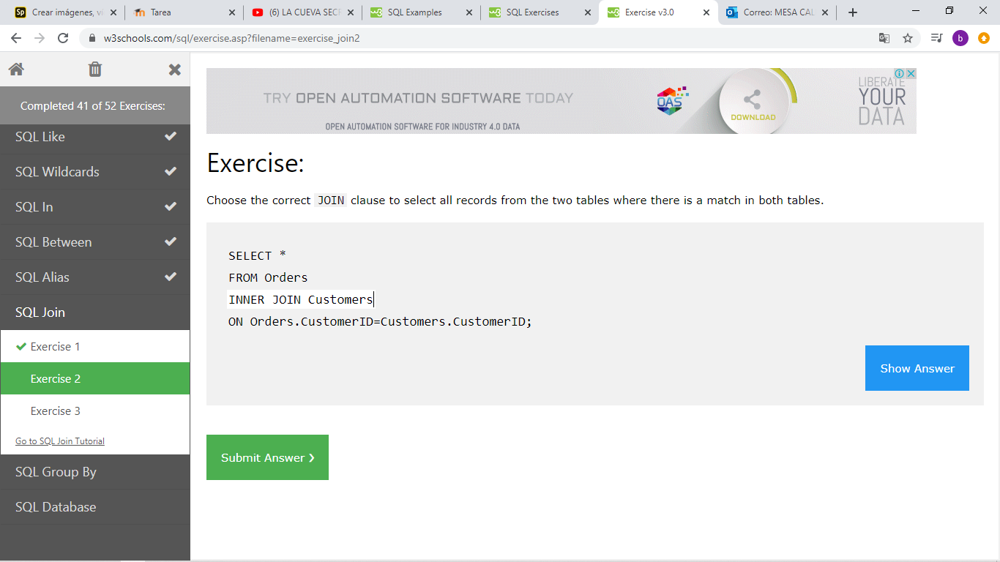 Crear imágenes, ví
Tarea
(6) LA CUEVA SECR
SQL Examples
SQL Exercises
Exercise v3.0
Correo: MESA CAL
w3schools.com/sql/exercise.asp?filename=exercise_join2
b
Completed 41 of 52 Exercises:
SQL Like
SQL Wildcards
SQL In
SQL Between
SQL Alias
SQL Join
Exercise 1
Exercise 2
Exercise 3
Go to SQL Join Tutorial
SQL Group By
SQL Database
TRY OPEN AUTOMATION SOFTWARE TODAY
OPEN AUTOMATION SOFTWARE FOR INDUSTRY 4.0 DATA
OAS
DOWNLOAD
LIBERATE
YOUR
DATA
Exercise:
Choose the correct JOIN clause to select all records from the two tables where there is a match in both tables.
SELECT *
FROM Orders
INNER JOIN Customers
ON Orders.CustomerID=Customers.CustomerID;
Show Answer
Submit Answer ❯